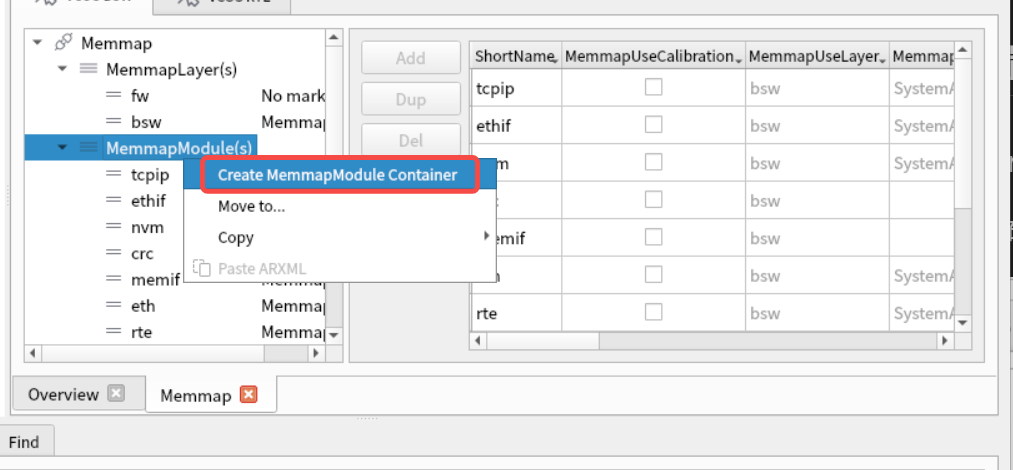 Memmap
MemmapLayer(s)
fw No mark
bsw Memmap
MemmapModule(s)
tcpip
ethif
nvm
crc
memif
eth Memmap
rte Memmap
Create MemmapModule Container
Move to...
Copy
Paste ARXML
Add
Dup
Del
ShortName MemmapUseCalibration MemmapUseLayer Memmap
tcpip bsw SystemA
ethif bsw SystemA
m bsw SystemA
bsw
emif bsw
bsw SystemA
rte bsw SystemA
Overview
Memmap
Find